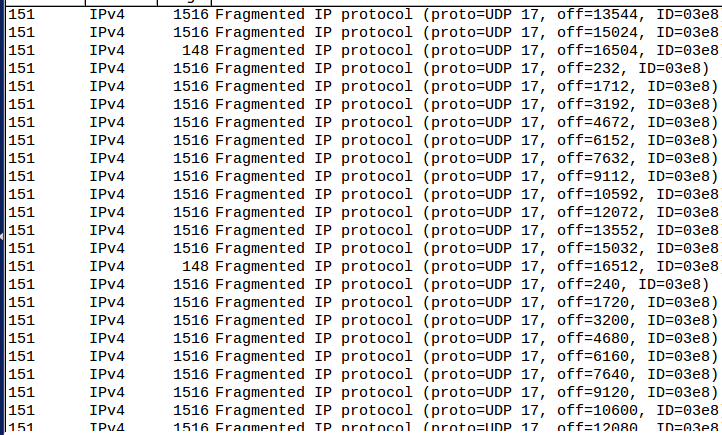 151 IPv4 1516 Fragmented IP protocol (proto=UDP 17, off=13544, ID=03e8
151 IPv4 1516 Fragmented IP protocol (proto=UDP 17, off=15024, ID=03e8
151 IPv4 148 Fragmented IP protocol (proto=UDP 17, off=16504, ID=03e8
151 IPv4 1516 Fragmented IP protocol (proto=UDP 17, off=232, ID=03e8)
151 IPv4 1516 Fragmented IP protocol (proto=UDP 17, off=1712, ID=03e8)
151 IPv4 1516 Fragmented IP protocol (proto=UDP 17, off=3192, ID=03e8)
151 IPv4 1516 Fragmented IP protocol (proto=UDP 17, off=4672, ID=03e8)
151 IPv4 1516 Fragmented IP protocol (proto=UDP 17, off=6152, ID=03e8)
151 IPv4 1516 Fragmented IP protocol (proto=UDP 17, off=7632, ID=03e8)
151 IPv4 1516 Fragmented IP protocol (proto=UDP 17, off=9112, ID=03e8)
151 IPv4 1516 Fragmented IP protocol (proto=UDP 17, off=10592, ID=03e8
151 IPv4 1516 Fragmented IP protocol (proto=UDP 17, off=12072, ID=03e8
151 IPv4 1516 Fragmented IP protocol (proto=UDP 17, off=13552, ID=03e8
151 IPv4 1516 Fragmented IP protocol (proto=UDP 17, off=15032, ID=03e8
151 IPv4 148 Fragmented IP protocol (proto=UDP 17, off=16512, ID=03e8
151 IPv4 1516 Fragmented IP protocol (proto=UDP 17, off=240, ID=03e8)
151 IPv4 1516 Fragmented IP protocol (proto=UDP 17, off=1720, ID=03e8)
151 IPv4 1516 Fragmented IP protocol (proto=UDP 17, off=3200, ID=03e8)
151 IPv4 1516 Fragmented IP protocol (proto=UDP 17, off=4680, ID=03e8)
151 IPv4 1516 Fragmented IP protocol (proto=UDP 17, off=6160, ID=03e8)
151 IPv4 1516 Fragmented IP protocol (proto=UDP 17, off=7640, ID=03e8)
151 IPv4 1516 Fragmented IP protocol (proto=UDP 17, off=9120, ID=03e8)
151 IPv4 1516 Fragmented IP protocol (proto=UDP 17, off=10600, ID=03e8
151 IPv4 1516 Fragmented IP protocol (proto=UDP 17, off=12080, ID=03e8